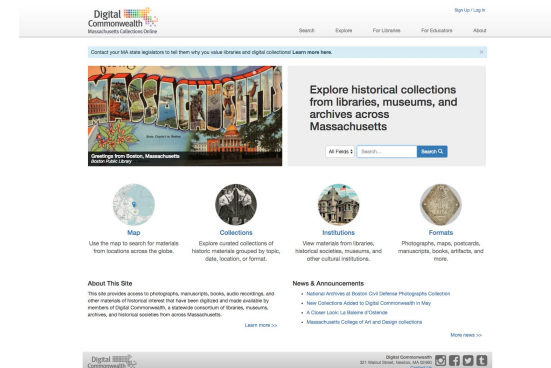 Digital
Commonwealth
Massachusetts Collections Online
Sign Up / Log In
Search Explore For Libraries For Educators About
Contact your MA state legislators to tell them why you value libraries and digital collections! Learn more here. ×
MASSACHUSETTS
Greetings from Boston, Massachusetts
Boston Public Library
Explore historical collections
from libraries, museums, and
archives across
Massachusetts
All Fields Search... Search
Map
Use the map to search for materials
from locations across the globe.
Collections
Explore curated collections of
historic materials grouped by topic,
date, location, or format.
Institutions
View materials from libraries,
historical societies, museums, and
other cultural institutions.
Formats
Photographs, maps, postcards,
manuscripts, books, artifacts, and
more.
About This Site
This site provides access to photographs, manuscripts, books, audio recordings, and
other materials of historical interest that have been digitized and made available by
members of Digital Commonwealth, a statewide consortium of libraries, museums,
archives, and historical societies from across Massachusetts.
Learn more >>
News & Announcements
National Archives at Boston Civil Defense Photographs Collection
New Collections Added to Digital Commonwealth in May
A Closer Look: La Baleine d'Ostende
Massachusetts College of Art and Design collections
More news >>
Digital
Commonwealth
Digital Commonwealth
Street, Newton, MA
Contact Us